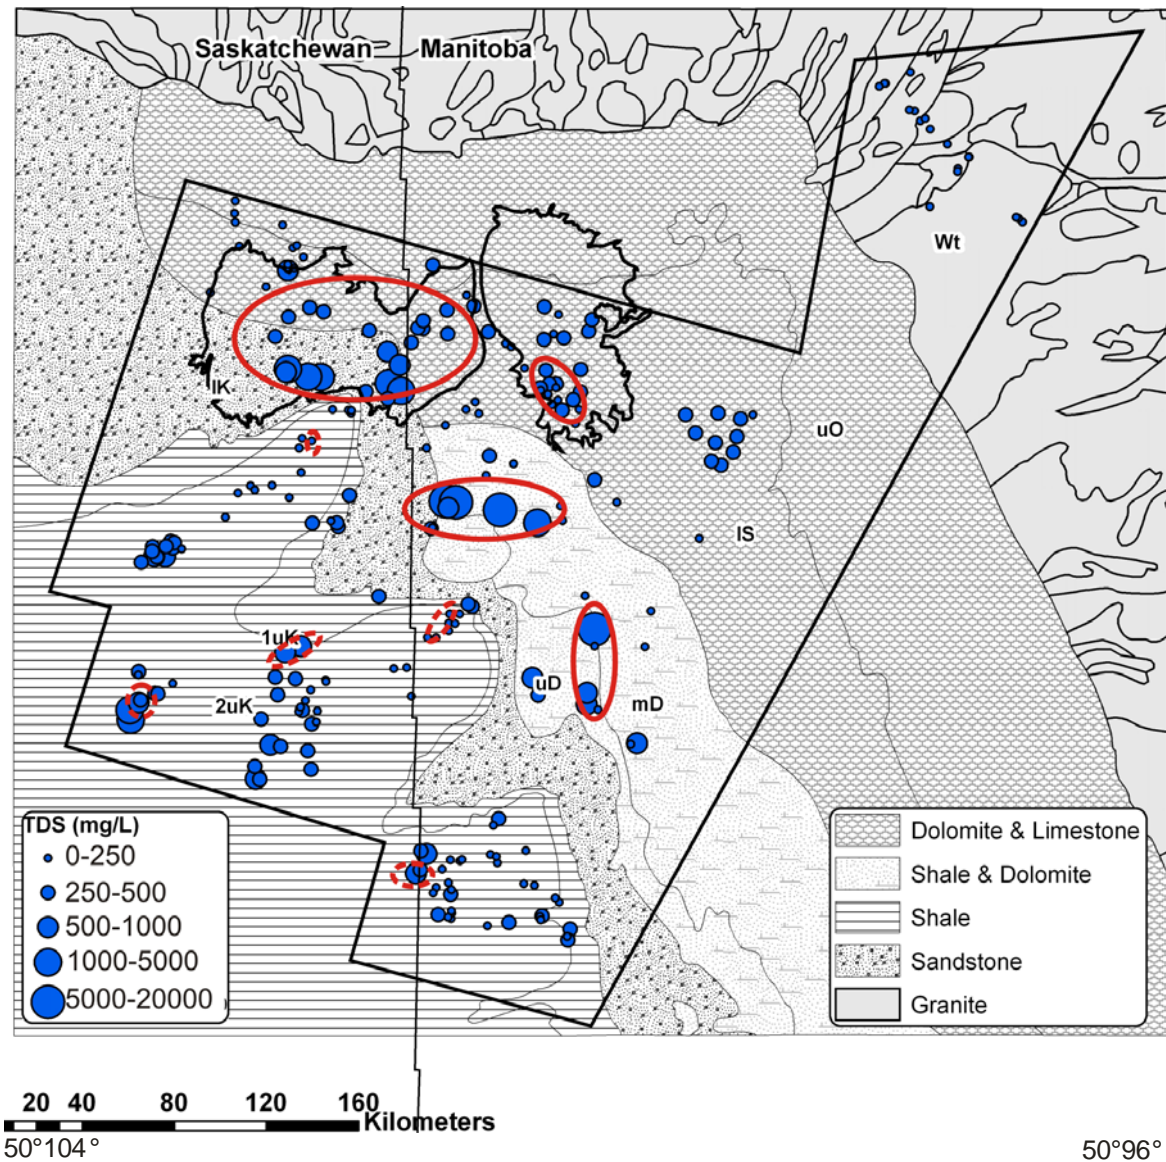 Saskatchewan Manitoba
Wt
lK
uO
lS
1uK
uD
2uK
mD
TDS (mg/L)
0-250
250-500
500-1000
1000-5000
5000-20000 )
Dolomite & Limestone
Shale & Dolomite
Shale
Sandstone
Granite
20 40 80 120 160
Kilometers
50°104° 50°96°